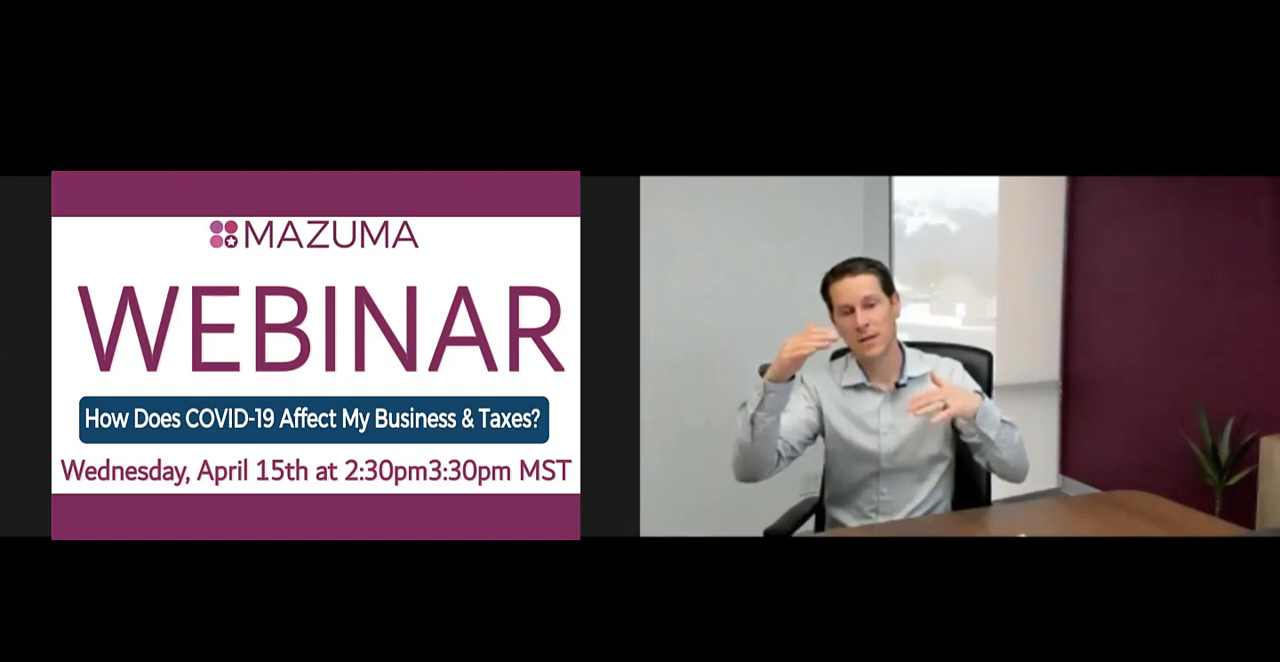 MAZUMA
WEBINAR
How Does COVID-19 Affect My Business & Taxes?
Wednesday, April 15th at 2:30pm3:30pm MST